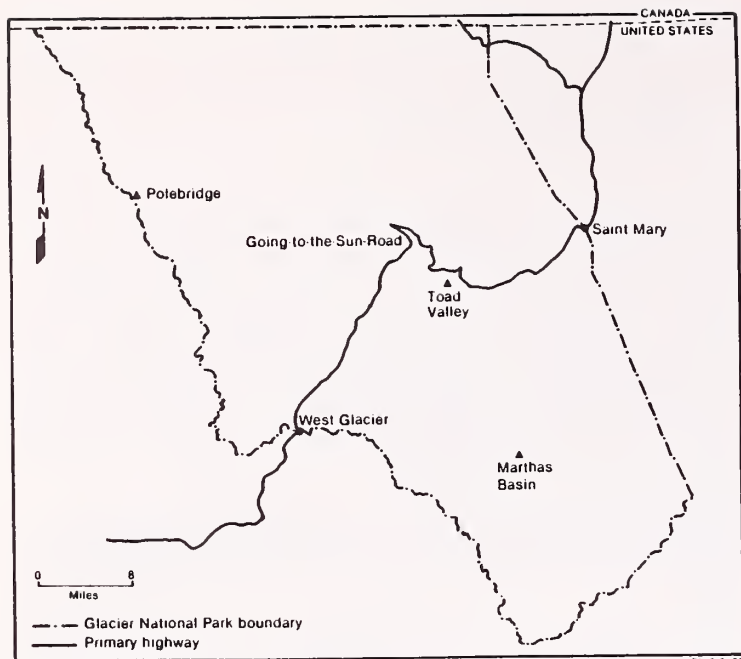 CANADA
UNITED STATES
Polebridge
N
Going-to-the-Sun-Road
Saint Mary
Toad
Valley
West Glacier
Marthas
Basin
0 8
Miles
Glacier National Park boundary
Primary highway